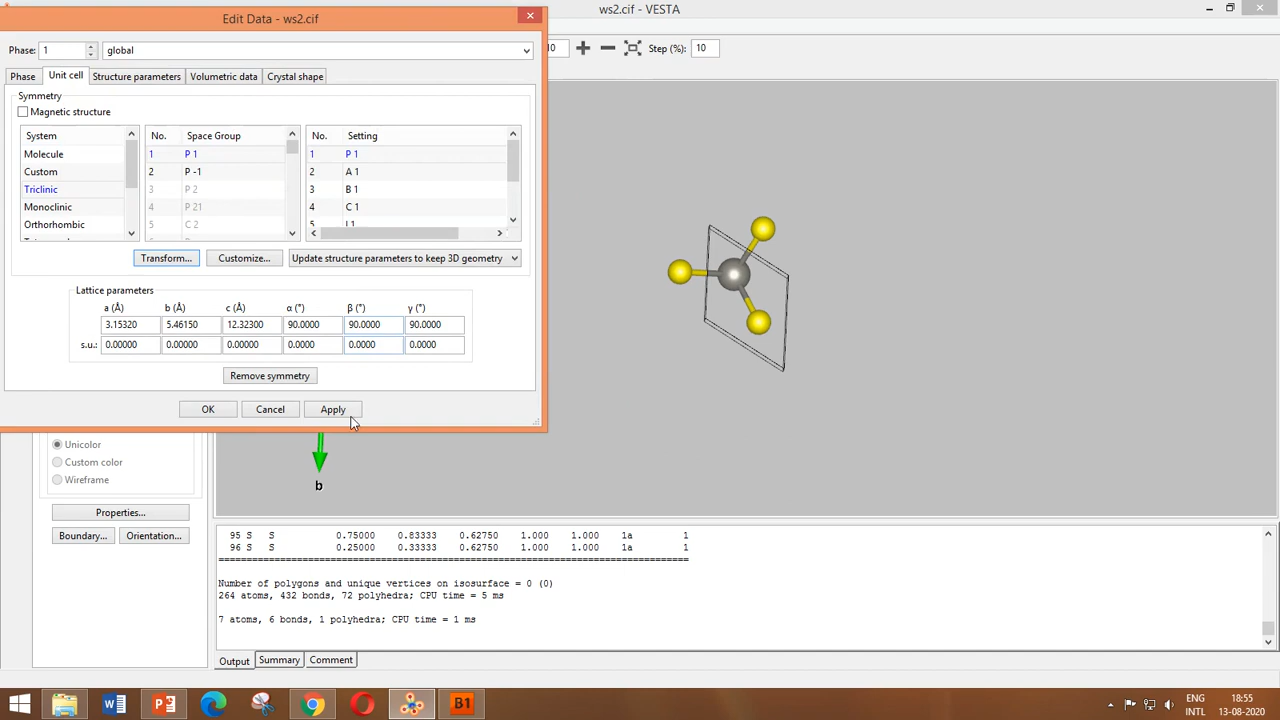 ws2.cif - VESTA
Edit Data - ws2.cif
Phase: 1 global
10 Step (%): 10
Phase Unit cell Structure parameters Volumetric data Crystal shape
Symmetry
Magnetic structure
System No. Space Group No. Setting
Molecule 1 P 1 1 P 1
Custom 2 P -1 2 A 1
Triclinic 3 P 2 3 B 1
Monoclinic 4 P 21 4 C 1
Orthorhombic 5 C 2 5 I 1
Transform... Customize... Update structure parameters to keep 3D geometry
Lattice parameters
a (Å) b (Å) c (Å) α (°) β (°) γ (°)
3.15320 5.46150 12.32300 90.0000 90.0000 90.0000
s.u.: 0.00000 0.00000 0.00000 0.0000 0.0000 0.0000
Remove symmetry
OK Cancel Apply
Unicolor
Custom color
Wireframe
b
Properties...
Boundary... Orientation...
95 S S 0.75000 0.83333 0.62750 1.000 1.000 1a 1
96 S S 0.25000 0.33333 0.62750 1.000 1.000 1a 1
Number of polygons and unique vertices on isosurface = 0 (0)
264 atoms, 432 bonds, 72 polyhedra; CPU time = 5 ms
7 atoms, 6 bonds, 1 polyhedra; CPU time = 1 ms
Output Summary Comment
B1
ENG 18:55
INTL 13-08-2020